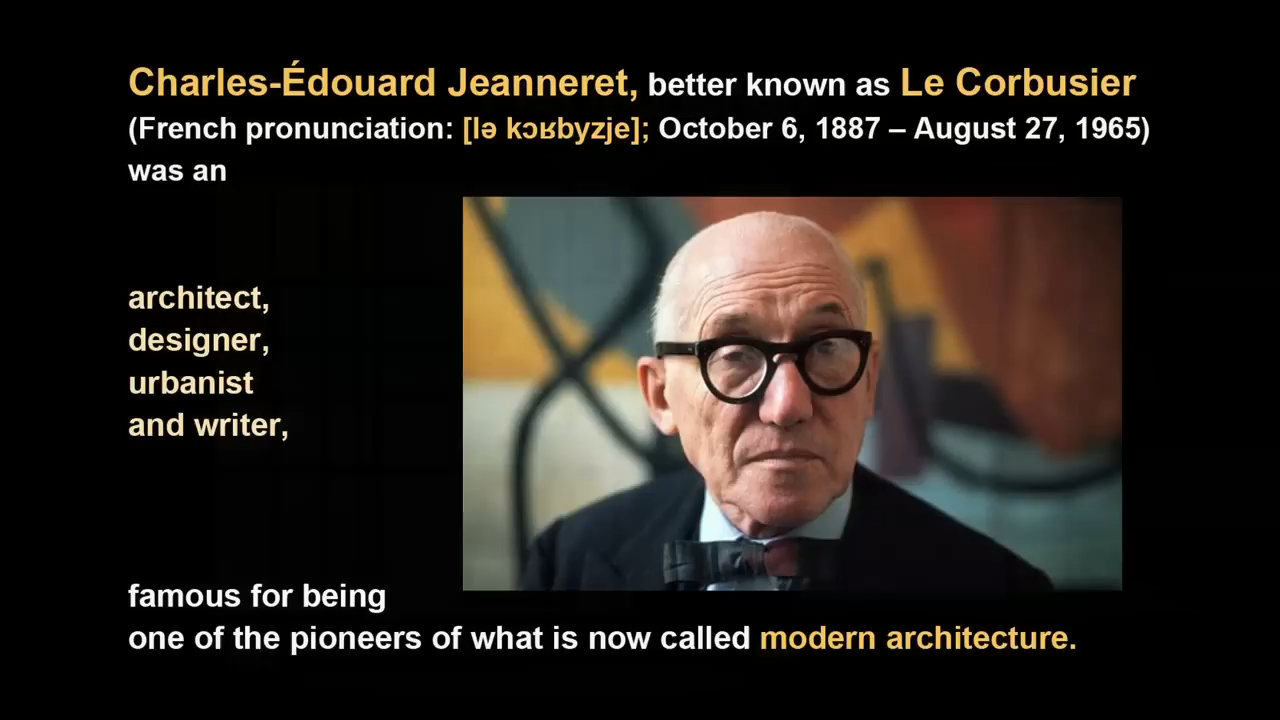 Charles-Édouard Jeanneret, better known as Le Corbusier
(French pronunciation: [lə kɔʁbyzje]; October 6, 1887 – August 27, 1965)
was an
architect,
designer,
urbanist
and writer,
famous for being
one of the pioneers of what is now called modern architecture.